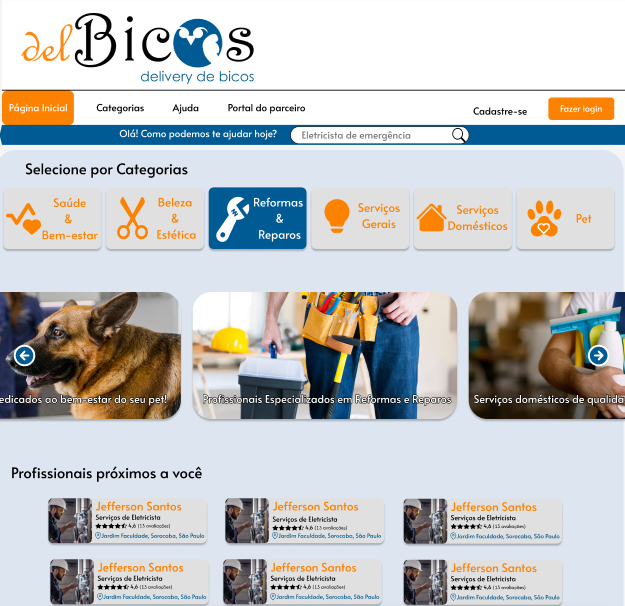 delBicos
delivery de bicos
Página Inicial
Categorias
Ajuda
Portal do parceiro
Cadastre-se
Fazer login
Olá! Como podemos te ajudar hoje?
Eletricista de emergência
Selecione por Categorias
Saúde
&
Bem-estar
Beleza
&
Estética
Reformas
&
Reparos
Serviços
Gerais
Serviços
Domésticos
Pet
edicados ao bem-estar do seu pet!
Profissionais Especializados em Reformas e Reparos
Serviços domésticos de qualida
Profissionais próximos a você
Jefferson Santos
Serviços de Eletricista
4,6 (13 avaliações)
Jardim Faculdade, Sorocaba, São Paulo
Jefferson Santos
Serviços de Eletricista
4,6 (13 avaliações)
Jardim Faculdade, Sorocaba, São Paulo
Jefferson Santos
Serviços de Eletricista
4,6 (13 avaliações)
Jardim Faculdade, Sorocaba, São Paulo
Jefferson Santos
Serviços de Eletricista
4,6 (13 avaliações)
Jardim Faculdade, Sorocaba, São Paulo
Jefferson Santos
Serviços de Eletricista
4,6 (13 avaliações)
Jardim Faculdade, Sorocaba, São Paulo
Jefferson Santos
Serviços de Eletricista
4,6 (13 avaliações)
Jardim Faculdade, Sorocaba, São Paulo